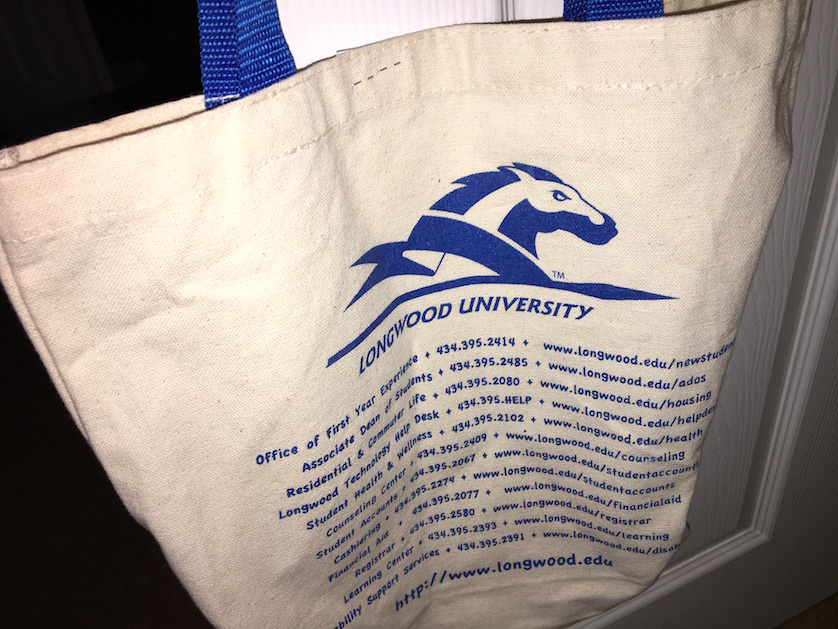 TM
LONGWOOD UNIVERSITY
Office of First Year Experience + 434.395.2414 + www.longwood.edu/newstuden
Associate Dean of Students + 434.395.2485 + www.longwood.edu/ados
Residential & Commuter Life + 434.395.2080 + www.longwood.edu/housing
Longwood Technology Help Desk + 434.395.HELP + www.longwood.edu/helpdes
Student Health & Wellness + 434.395.2102 + www.longwood.edu/health
Counseling Center + 434.395.2409 + www.longwood.edu/counseling
Student Accounts + 434.395.2067 + www.longwood.edu/studentaccounts
Cashiering + 434.395.2274 + www.longwood.edu/studentaccounts
Financial Aid + 434.395.2077 + www.longwood.edu/financialaid
Registrar + 434.395.2580 + www.longwood.edu/registrar
Learning Center + 434.395.2393 + www.longwood.edu/learning
ability Support Services + 434.395.2391 + www.longwood.edu/disab
http://www.longwood.edu